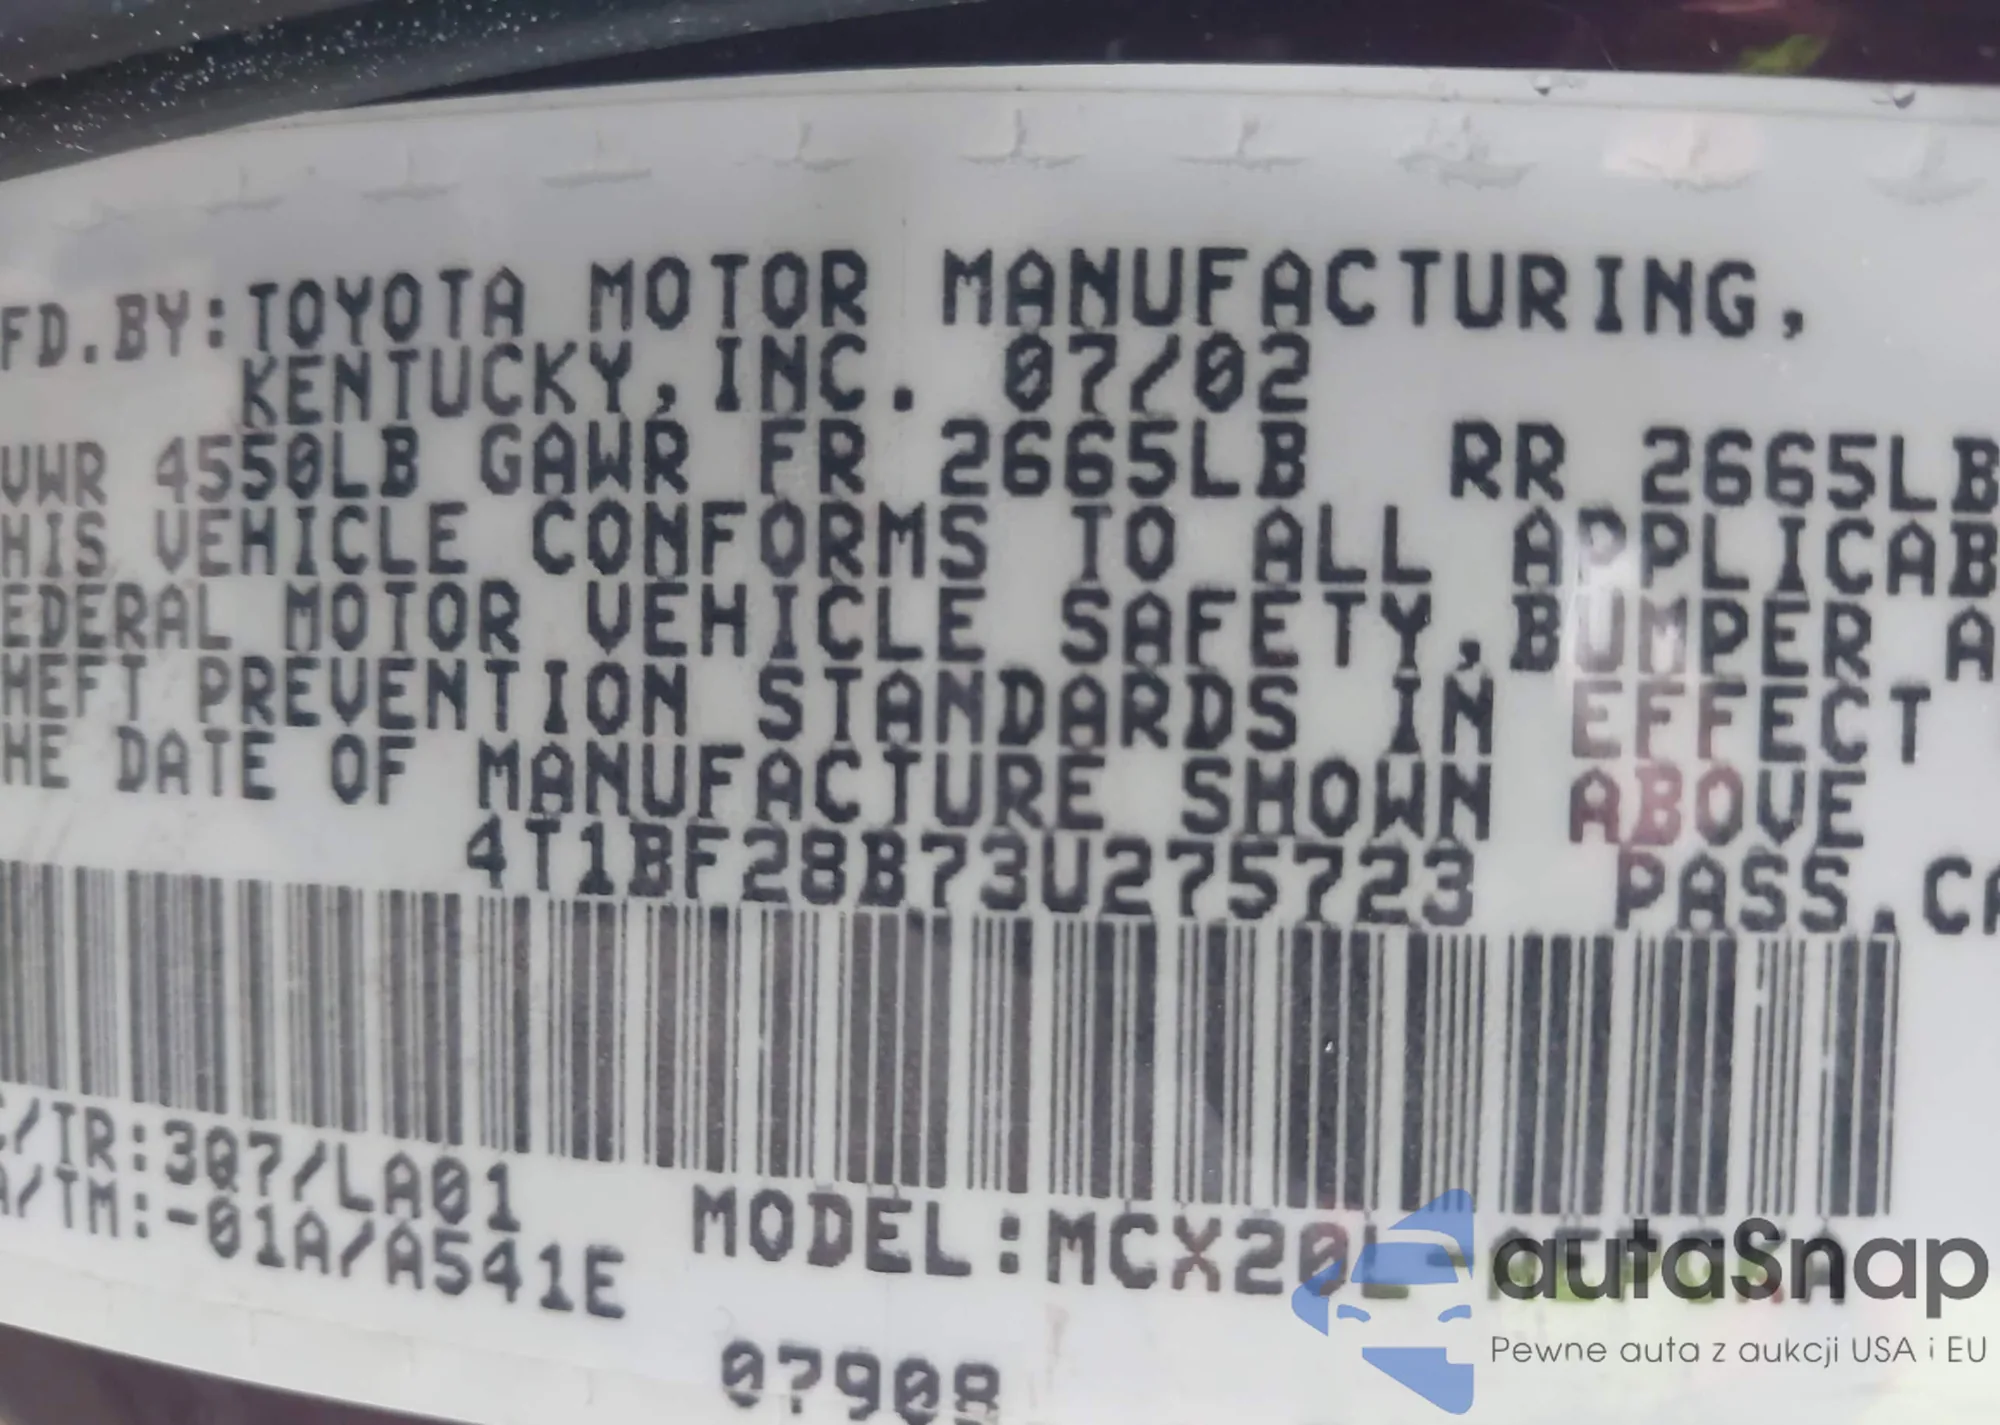 FD.BY:TOYOTA MOTOR MANUFACTURING,
KENTUCKY,INC. 07/02
VWR 4550LB GAWR FR 2665LB RR 2665LB
HIS VEHICLE CONFORMS TO ALL APPLICAB
EDERAL MOTOR VEHICLE SAFETY,BUMPER A
HEFT PREVENTION STANDARDS IN EFFECT
HE DATE OF MANUFACTURE SHOWN ABOVE
4T1BF28B73U275723 PASS.CA
C/TR:3Q7/LA01
A/TM:-01A/A541E
MODEL:MCX20L-
07908
autoSnap
Pewne auta z aukcji USA i EU